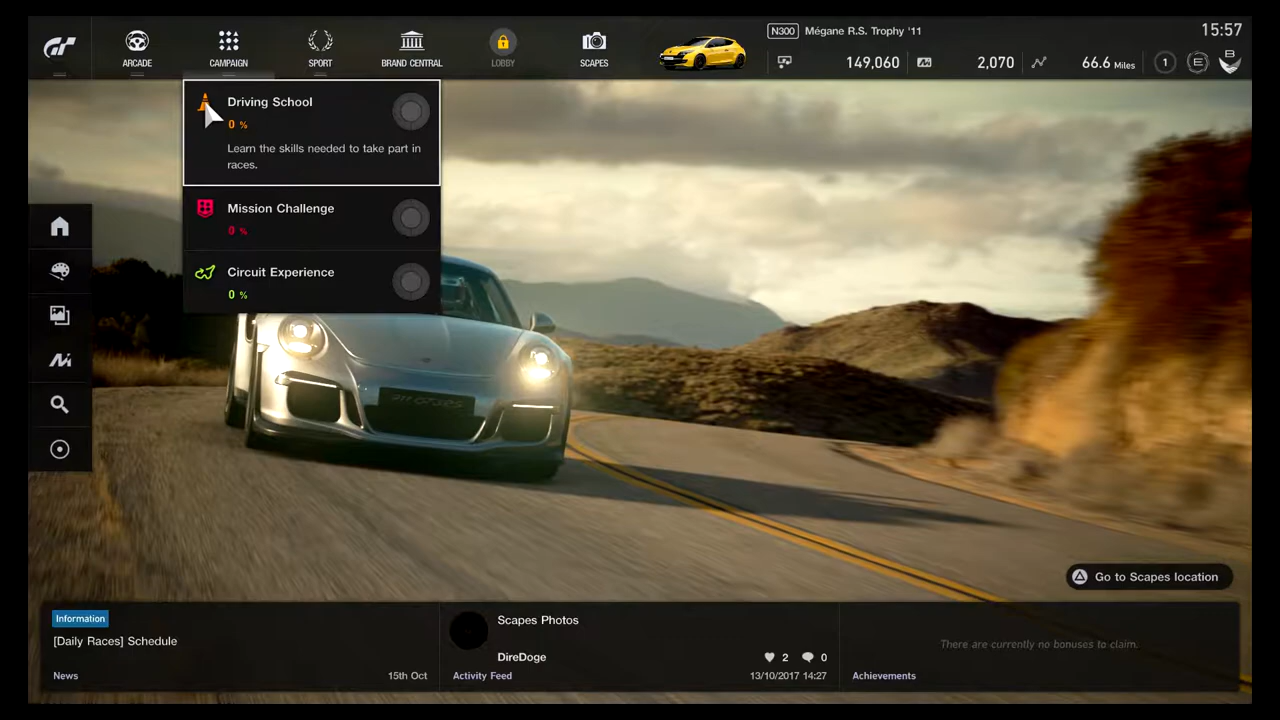 N300 Mégane R.S. Trophy '11
15:57
149,060
2,070
66.6 Miles
1
E
B
ARCADE
CAMPAIGN
SPORT
BRAND CENTRAL
LOBBY
SCAPES
Driving School
0 %
Learn the skills needed to take part in
races.
Mission Challenge
0 %
Circuit Experience
0 %
Go to Scapes location
Information
[Daily Races] Schedule
News
15th Oct
Scapes Photos
DireDoge
2
0
Activity Feed
13/10/2017 14:27
There are currently no bonuses to claim.
Achievements